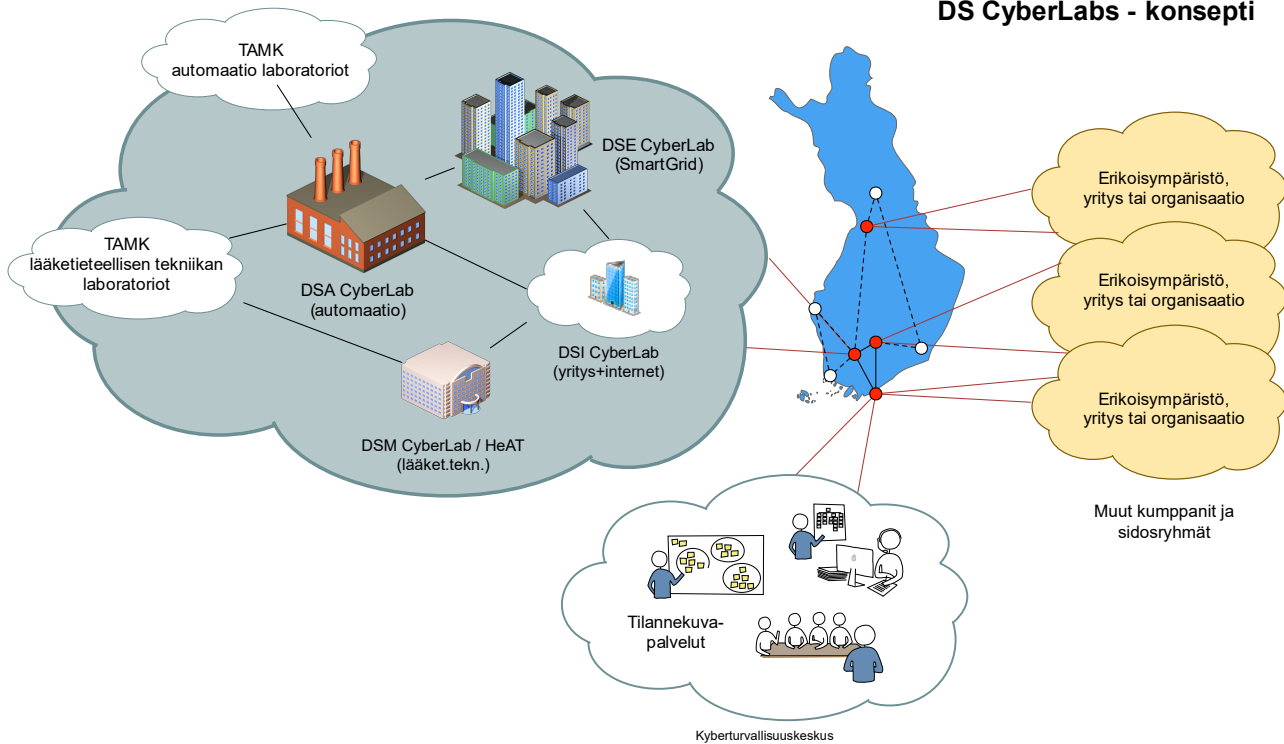 DS CyberLabs - konsepti
TAMK
automaatio laboratoriot
DSE CyberLab
(SmartGrid)
TAMK
lääketieteellisen tekniikan
laboratoriot
DSA CyberLab
(automaatio)
DSI CyberLab
(yritys+internet)
DSM CyberLab / HeAT
(lääket.tekn.)
Erikoisympäristö,
yritys tai organisaatio
Erikoisympäristö,
yritys tai organisaatio
Erikoisympäristö,
yritys tai organisaatio
Muut kumppanit ja
sidosryhmät
Tilannekuva-
palvelut
Kyberturvallisuuskeskus